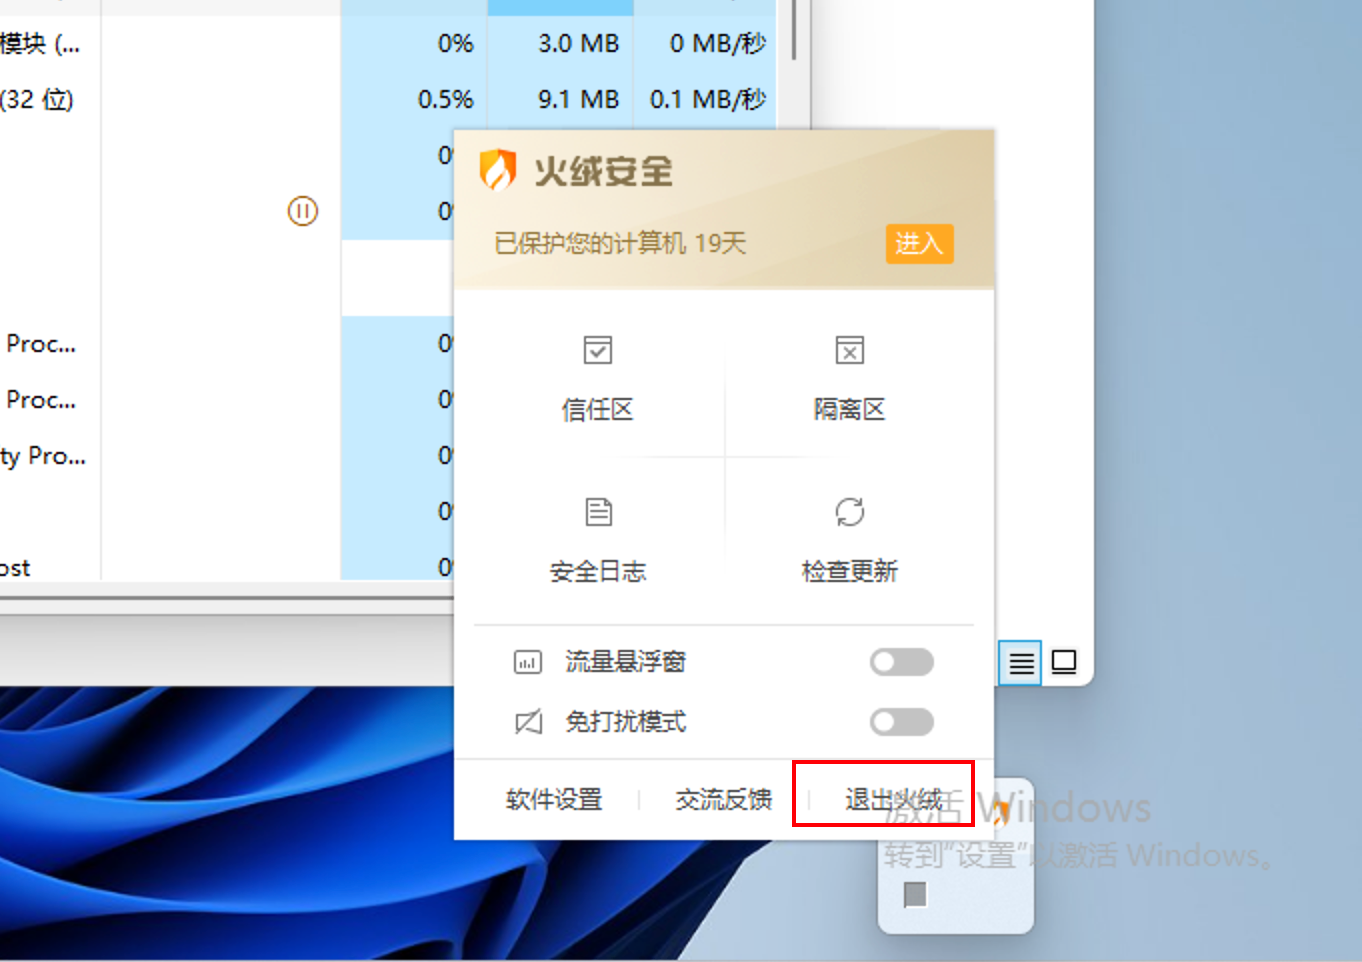 模块 (... 0% 3.0 MB 0 MB/秒
(32 位) 0.5% 9.1 MB 0.1 MB/秒
0
0
Proc... 0
Proc... 0
ty Pro... 0
0
ost 0
火绒安全
已保护您的计算机 19天
进入
信任区
隔离区
安全日志
检查更新
流量悬浮窗
免打扰模式
软件设置
交流反馈
退出火绒
激活 Windows
转到"设置"以激活 Windows。